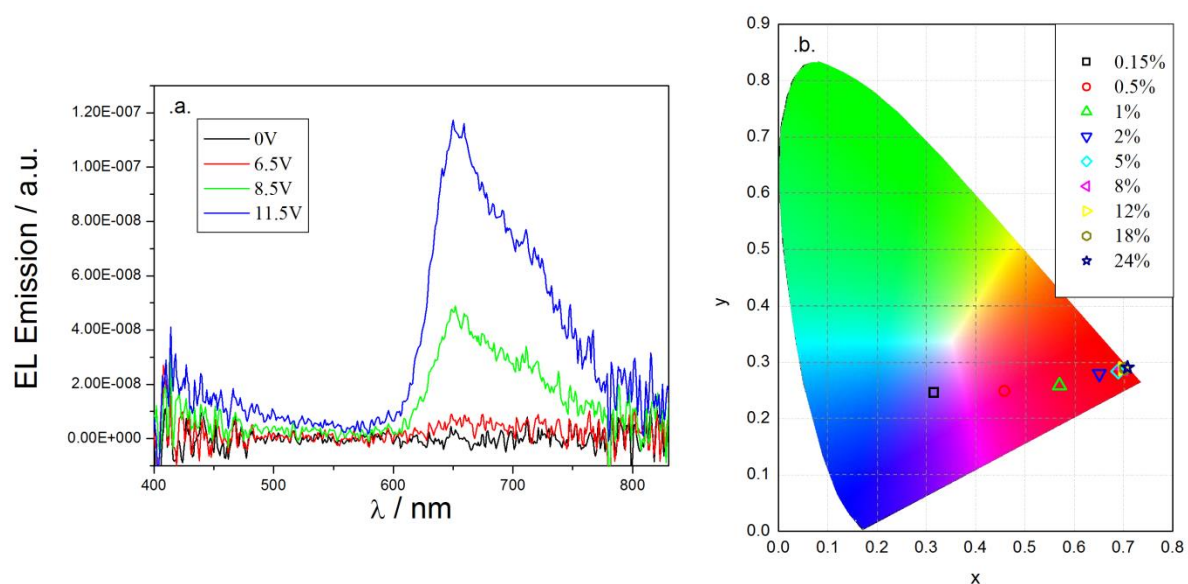 .a.
EL Emission / a.u.
1.20E-007
1.00E-007
8.00E-008
6.00E-008
4.00E-008
2.00E-008
0.00E+000
0V
6.5V
8.5V
11.5V
400 500 600 700 800
λ / nm
.b.
y
0.9
0.8
0.7
0.6
0.5
0.4
0.3
0.2
0.1
0.0
0.15%
0.5%
1%
2%
5%
8%
12%
18%
24%
0.0 0.1 0.2 0.3 0.4 0.5 0.6 0.7 0.8
x